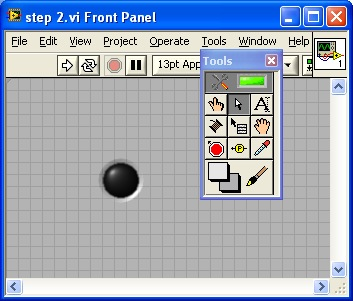 step 2.vi Front Panel
File Edit View Project Operate Tools Window Help
13pt App
1
Tools
A
P